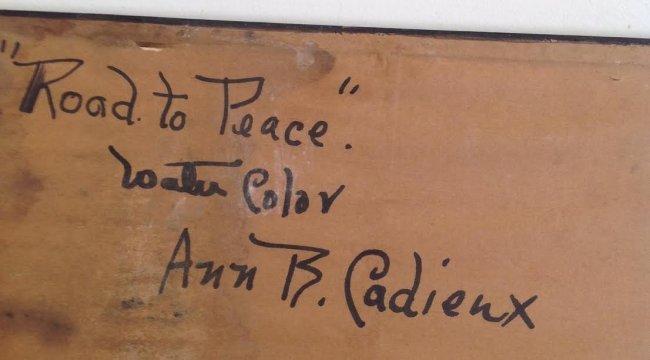 "Road to Peace".
Water Color
Ann B. Cadieux